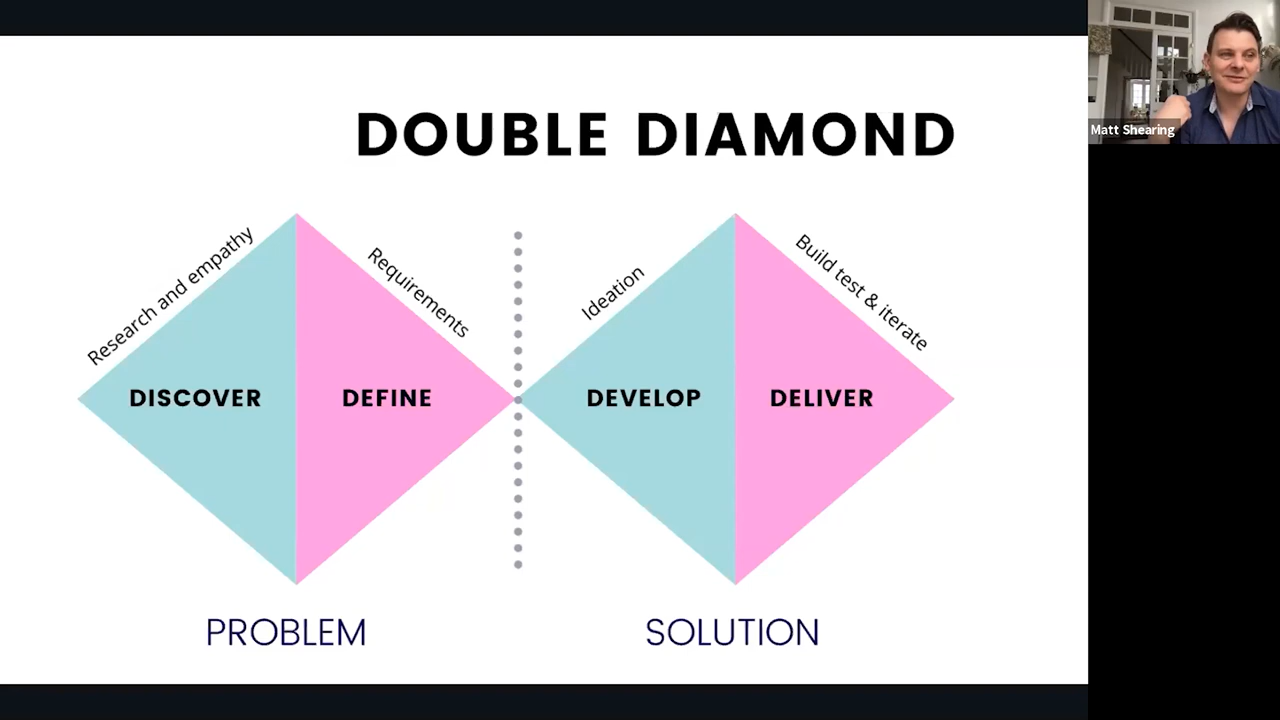 DOUBLE DIAMOND
Research and empathy
Requirements
Ideation
Build test & iterate
DISCOVER
DEFINE
DEVELOP
DELIVER
PROBLEM
SOLUTION
Matt Shearing